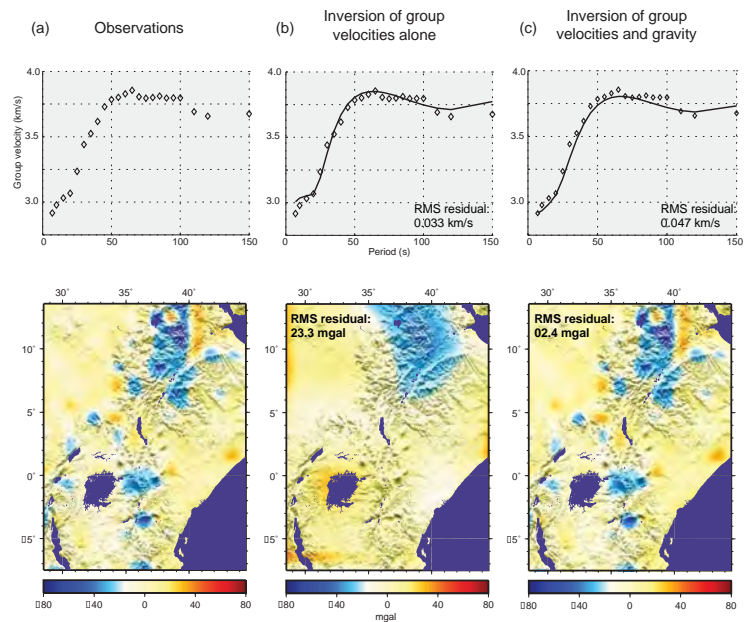 (a) Observations
(b) Inversion of group
velocities alone
(c) Inversion of group
velocities and gravity
Group velocity (km/s)
4.0
3.5
3.0
0 50 100 150
4.0
3.5
3.0
RMS residual:
0.033 km/s
0 50 100 150
Period (s)
4.0
3.5
3.0
RMS residual:
0.047 km/s
0 50 100 150
30˚ 35˚ 40˚
10˚
5˚
0˚
▯5˚
▯80 ▯40 0 40 80
30˚ 35˚ 40˚
RMS residual:
23.3 mgal
10˚
5˚
0˚
▯5˚
▯80 ▯40 0 40 80
mgal
30˚ 35˚ 40˚
RMS residual:
02.4 mgal
10˚
5˚
0˚
▯5˚
▯80 ▯40 0 40 80